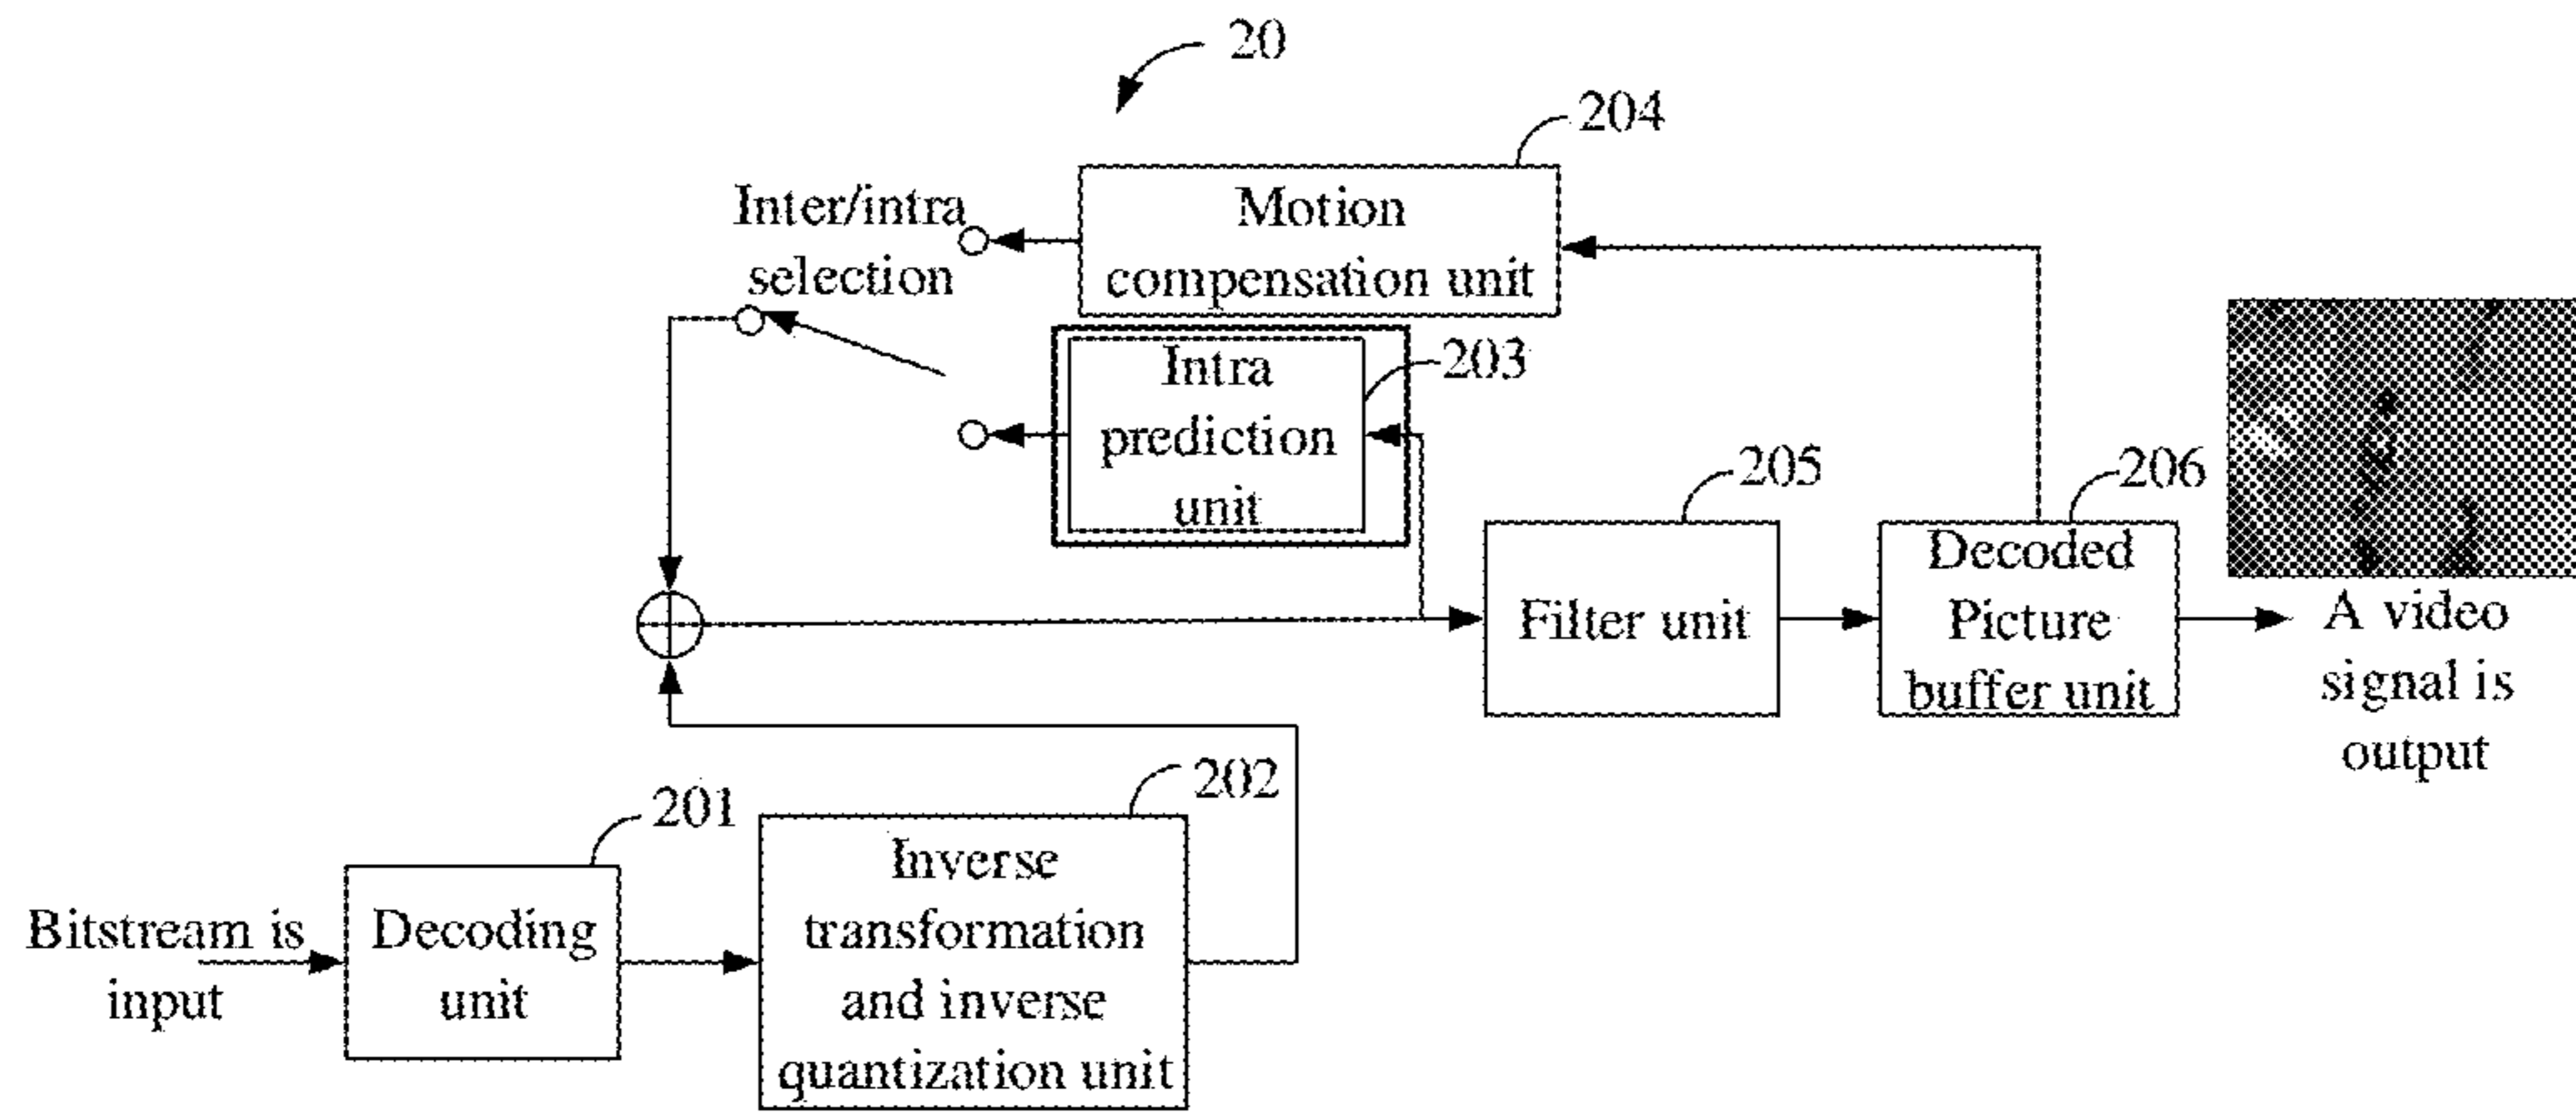 20
204
Motion
compensation unit
Inter/intra
selection
203
Intra
prediction
unit
205
Filter unit
206
Decoded
Picture
buffer unit
A video
signal is
output
201
Decoding
unit
202
Inverse
transformation
and inverse
quantization unit
Bitstream is
input